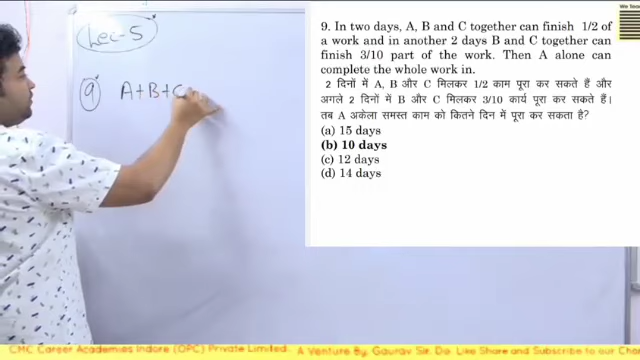 Lec-5
9 A+B+C
9. In two days, A, B and C together can finish 1/2 of
a work and in another 2 days B and C together can
finish 3/10 part of the work. Then A alone can
complete the whole work in.
2 दिनों में A, B और C मिलकर 1/2 काम पूरा कर सकते हैं और
अगले 2 दिनों में B और C मिलकर 3/10 कार्य पूरा कर सकते हैं।
तब A अकेला समस्त काम को कितने दिन में पूरा कर सकता है?
(a) 15 days
(b) 10 days
(c) 12 days
(d) 14 days
CMC Career Academies Indore (OPC) Private Limited. A Venture By. Gaurav Sir. Do Like Share and Subscribe to our Cha